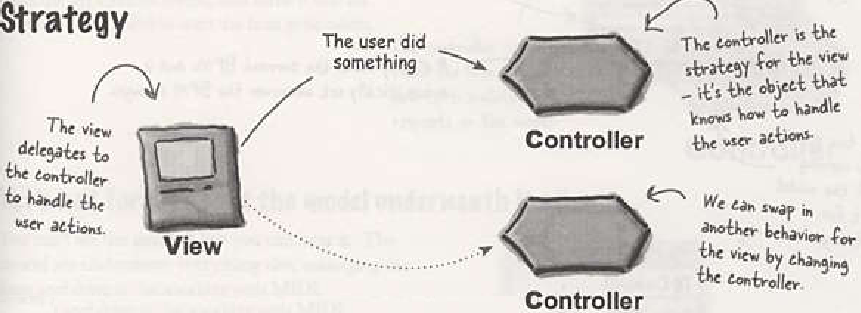 Strategy
The user did
something
The controller is the
strategy for the view
– it's the object that
knows how to handle
the user actions.
Controller
The view
delegates to
the controller
to handle the
user actions.
View
We can swap in
another behavior for
the view by changing
the controller.
Controller